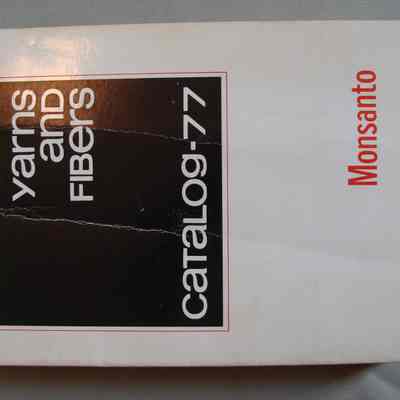 Yarns
and
Fibers
Catalog-77
Monsanto